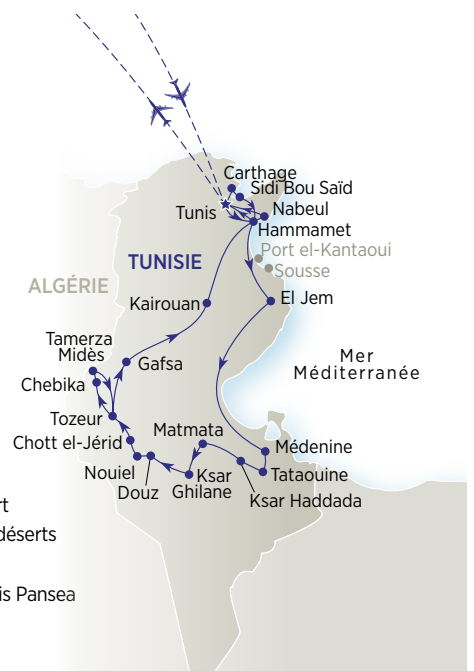 Carthage
Sidi Bou Saïd
Tunis
Nabeul
Hammamet
Port el-Kantaoui
TUNISIE
Sousse
ALGÉRIE
Kairouan
El Jem
Tamerza
Midès
Gafsa
Mer
Méditerranée
Chebika
Tozeur
Matmata
Chott el-Jérid
Médenine
Nouiel
Ksar
Ghilane
Tataouine
Douz
Ksar Haddada
rt
déserts
is Pansea